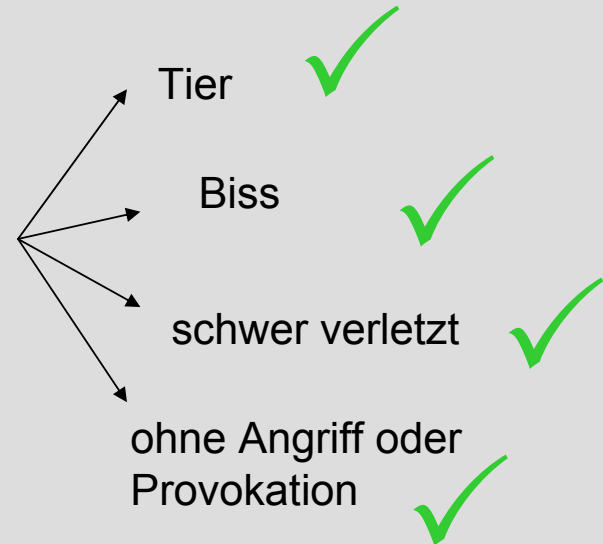 Tier
Biss
schwer verletzt
ohne Angriff oder
Provokation